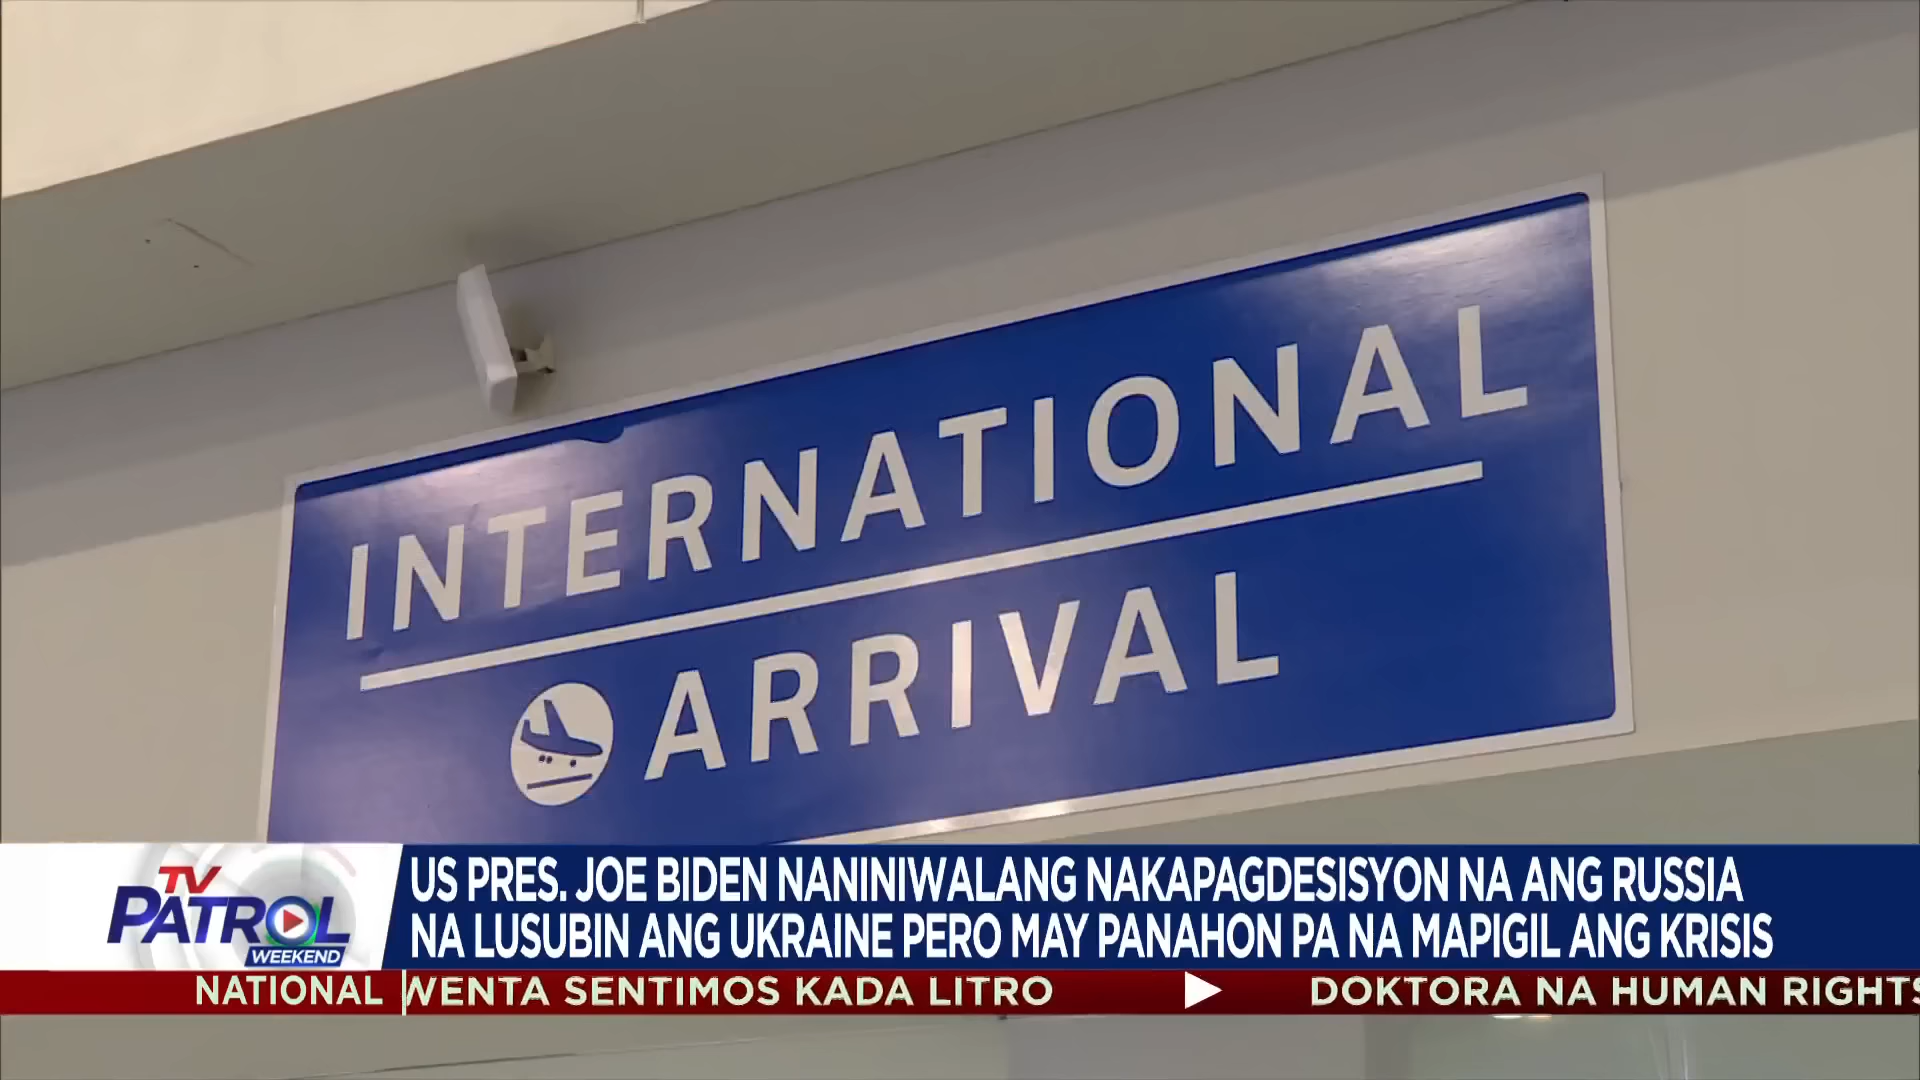 INTERNATIONAL
ARRIVAL
TV
PATROL
WEEKEND
US PRES. JOE BIDEN NANINIWALANG NAKAPAGDESISYON NA ANG RUSSIA
NA LUSUBIN ANG UKRAINE PERO MAY PANAHON PA NA MAPIGIL ANG KRISIS
NATIONAL WENTA SENTIMOS KADA LITRO DOKTORA NA HUMAN RIGHTS